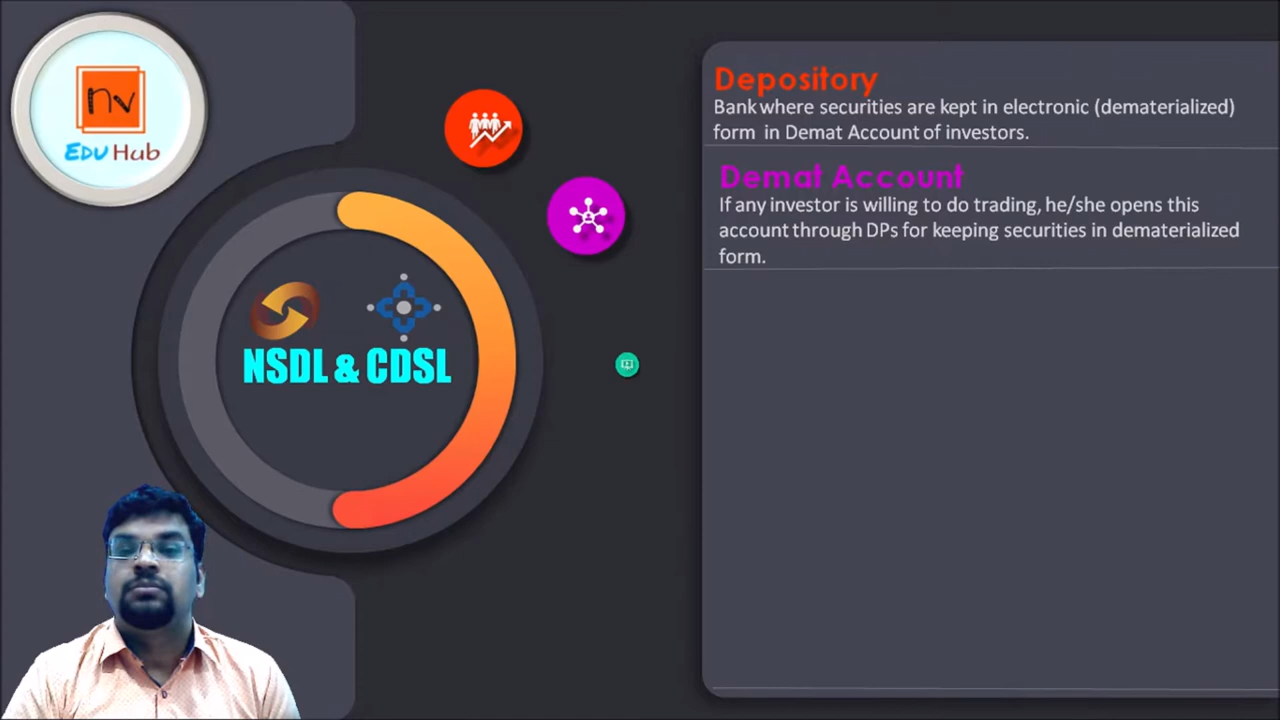 nv
EDU Hub
NSDL & CDSL
Depository
Bank where securities are kept in electronic (dematerialized)
form in Demat Account of investors.
Demat Account
If any investor is willing to do trading, he/she opens this
account through DPs for keeping securities in dematerialized
form.